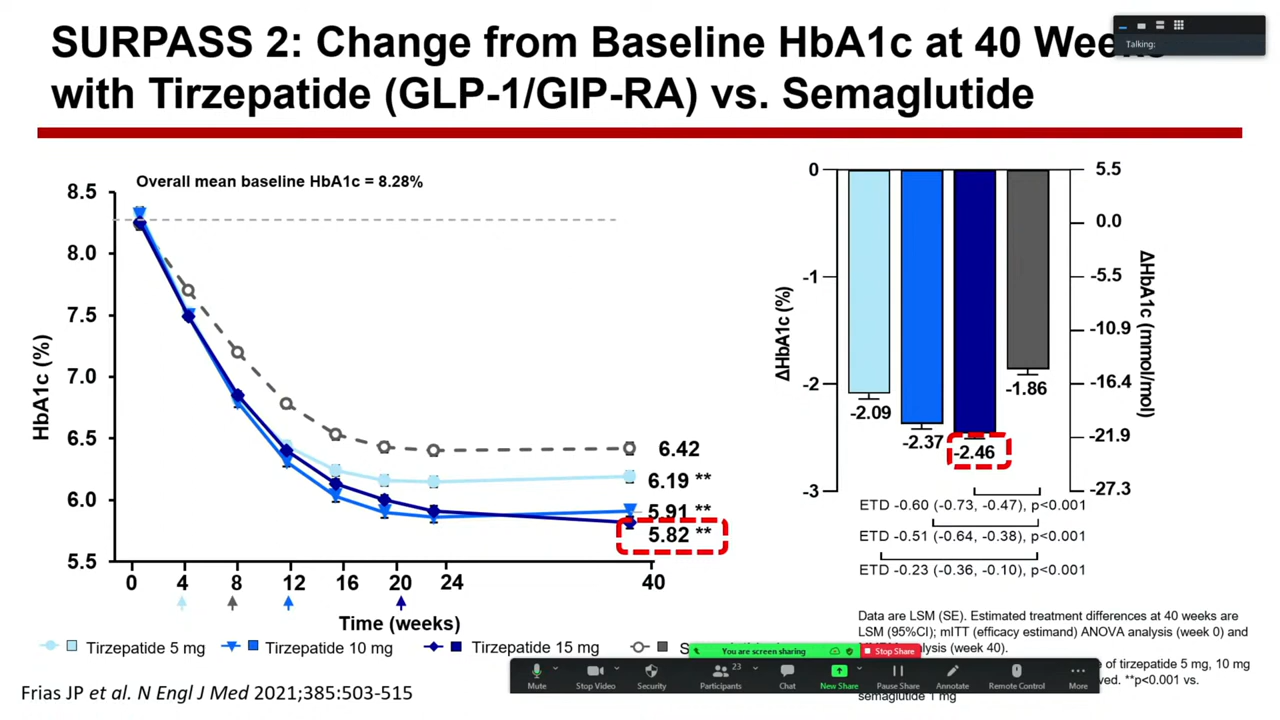 SURPASS 2: Change from Baseline HbA1c at 40 Weeks
with Tirzepatide (GLP-1/GIP-RA) vs. Semaglutide
Talking:
Overall mean baseline HbA1c = 8.28%
HbA1c (%)
8.5
8.0
7.5
7.0
6.5
6.0
5.5
6.42
6.19 **
5.91 **
5.82 **
0 4 8 12 16 20 24 40
Time (weeks)
Tirzepatide 5 mg Tirzepatide 10 mg Tirzepatide 15 mg S
ΔHbA1c (%)
0
-1
-2
-3
-2.09
-2.37
-2.46
-1.86
5.5
0.0
-5.5
-10.9
-16.4
-21.9
-27.3
ΔHbA1c (mmol/mol)
ETD -0.60 (-0.73, -0.47), p<0.001
ETD -0.51 (-0.64, -0.38), p<0.001
ETD -0.23 (-0.36, -0.10), p<0.001
Data are LSM (SE). Estimated treatment differences at 40 weeks are
LSM (95%CI); mITT (efficacy estimand) ANOVA analysis (week 0) and
analysis (week 40).
of tirzepatide 5 mg, 10 mg
**p<0.001 vs.
semaglutide 1 mg
Frias JP et al. N Engl J Med 2021;385:503-515
You are screen sharing Stop Share
Mute Stop Video Security Participants 23 Chat New Share Pause Share Annotate Remote Control More